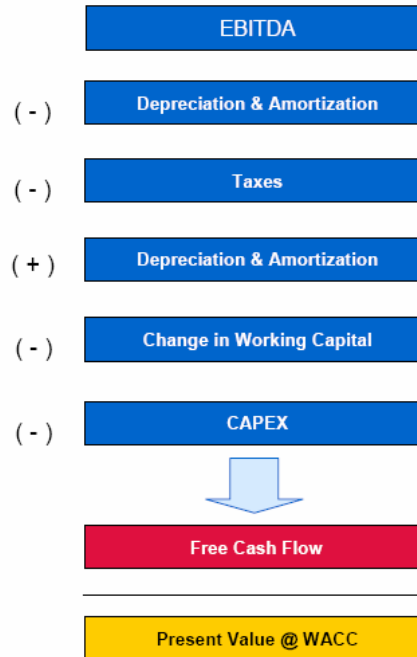 EBITDA
( - ) Depreciation & Amortization
( - ) Taxes
( + ) Depreciation & Amortization
( - ) Change in Working Capital
( - ) CAPEX
Free Cash Flow
Present Value @ WACC